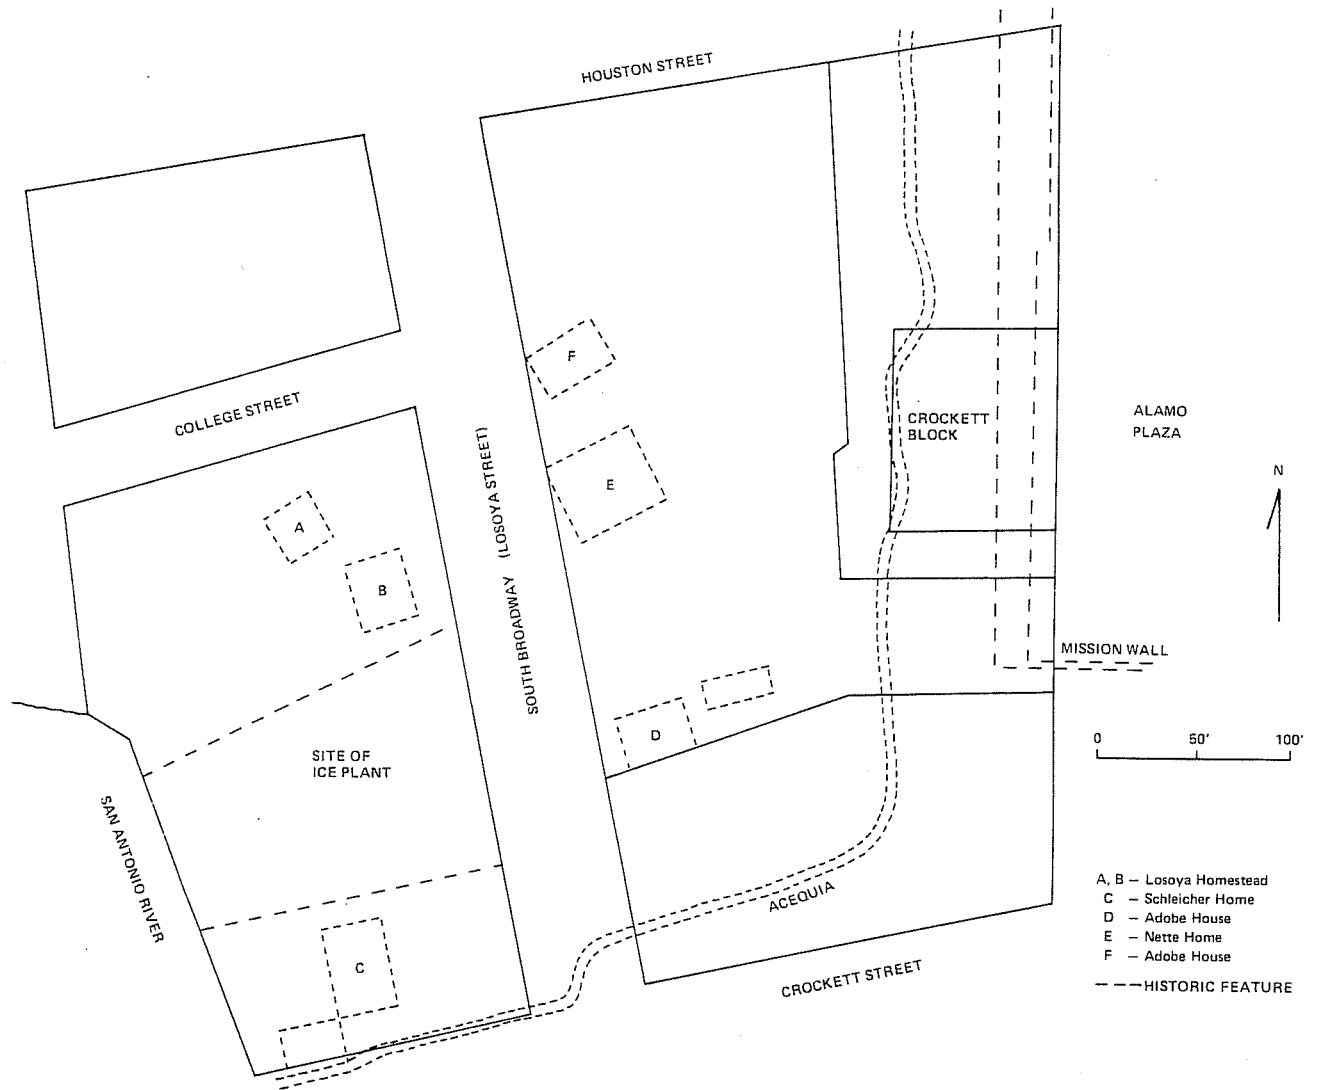 HOUSTON STREET
COLLEGE STREET
SOUTH BROADWAY (LOSOYA STREET)
F
E
A
B
D
C
CROCKETT
BLOCK
ALAMO
PLAZA
N
MISSION WALL
0 50' 100'
SITE OF
ICE PLANT
SAN ANTONIO RIVER
ACEQUIA
CROCKETT STREET
A, B – Losoya Homestead
C – Schleicher Home
D – Adobe House
E – Nette Home
F – Adobe House
– – – HISTORIC FEATURE